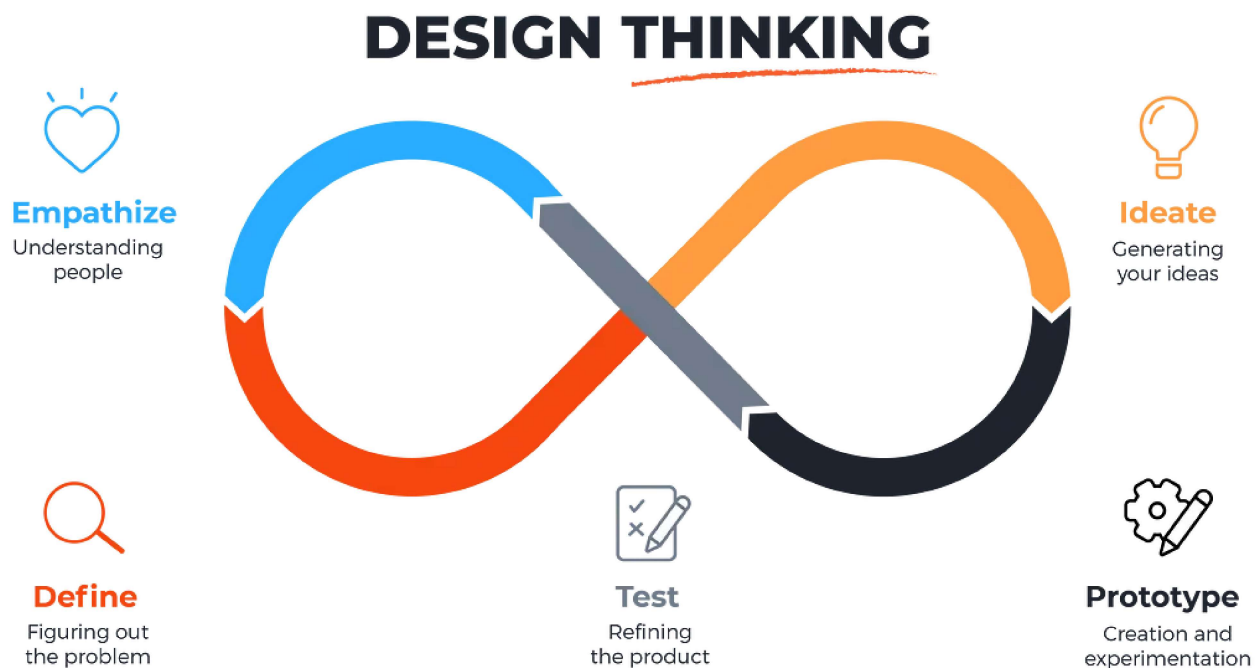 DESIGN THINKING
Empathize
Understanding
people
Ideate
Generating
your ideas
Define
Figuring out
the problem
Test
Refining
the product
Prototype
Creation and
experimentation